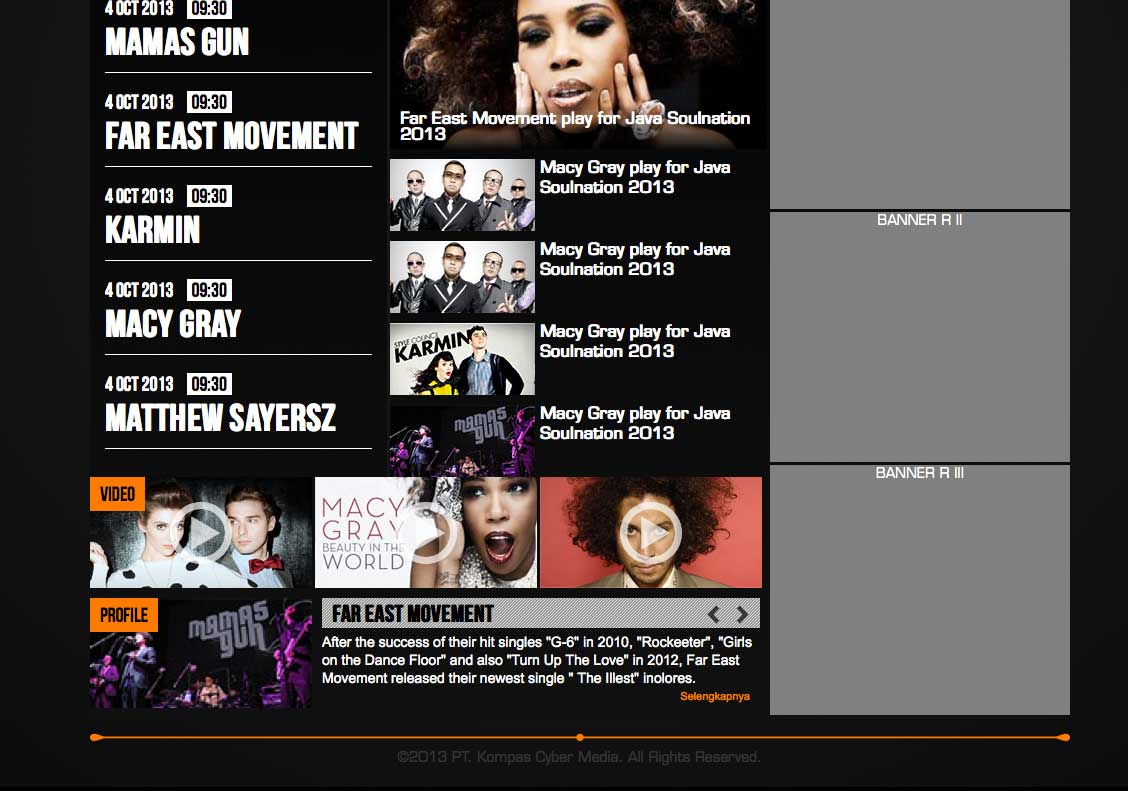 4 OCT 2013 09:30
MAMAS GUN
4 OCT 2013 09:30
FAR EAST MOVEMENT
4 OCT 2013 09:30
KARMIN
4 OCT 2013 09:30
MACY GRAY
4 OCT 2013 09:30
MATTHEW SAYERSZ
Far East Movement play for Java Soulnation
2013
Macy Gray play for Java
Soulnation 2013
Macy Gray play for Java
Soulnation 2013
STYLE COUNCIL
KARMIN
Macy Gray play for Java
Soulnation 2013
mamas
gun
Macy Gray play for Java
Soulnation 2013
BANNER R II
BANNER R III
VIDEO
MACY
GRAY
BEAUTY IN THE
WORLD
PROFILE
mamas
gun
FAR EAST MOVEMENT
After the success of their hit singles "G-6" in 2010, "Rockeeter", "Girls
on the Dance Floor" and also "Turn Up The Love" in 2012, Far East
Movement released their newest single " The Illest" inolores.
Selengkapnya
©2013 PT. Kompas Cyber Media. All Rights Reserved.